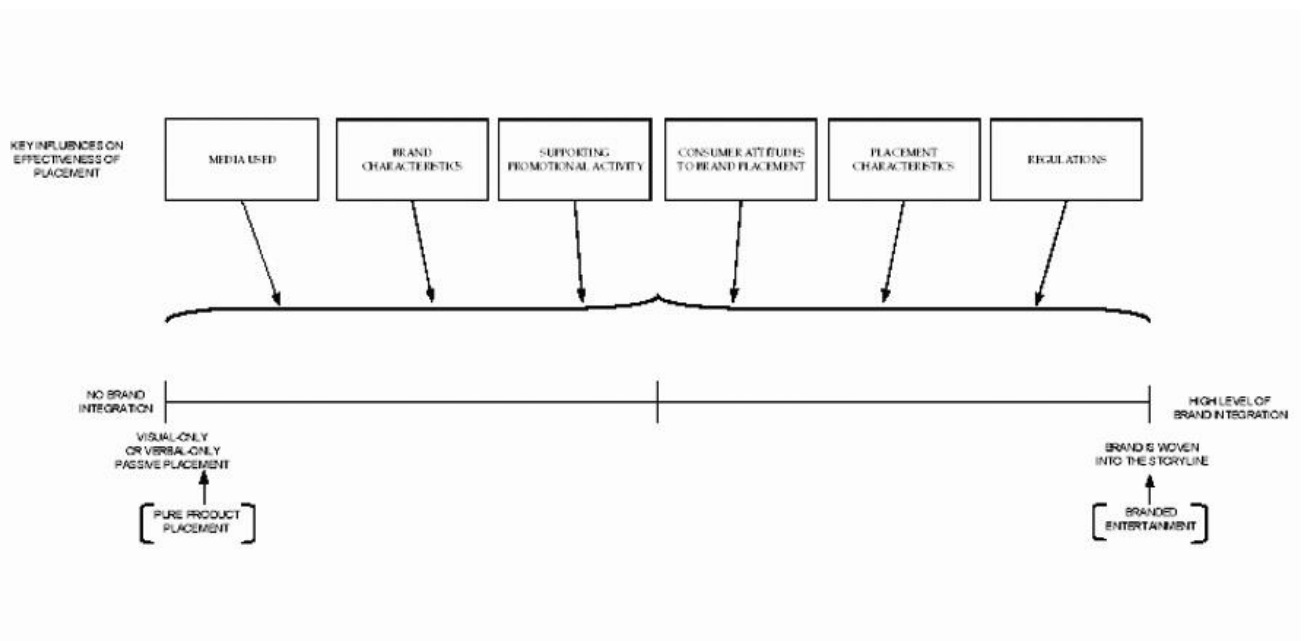 KEY INFLUENCES ON
EFFECTIVENESS OF
PLACEMENT
MEDIA USED
BRAND
CHARACTERISTICS
SUPPORTING
PROMOTIONAL ACTIVITY
CONSUMER ATTITUDES
TO BRAND PLACEMENT
PLACEMENT
CHARACTERISTICS
REGULATIONS
NO BRAND
INTEGRATION
HIGH LEVEL OF
BRAND INTEGRATION
VISUAL-ONLY
OR VERBAL-ONLY
PASSIVE PLACEMENT
BRAND IS WOVEN
INTO THE STORYLINE
PURE PRODUCT
PLACEMENT
BRANDED
ENTERTAINMENT